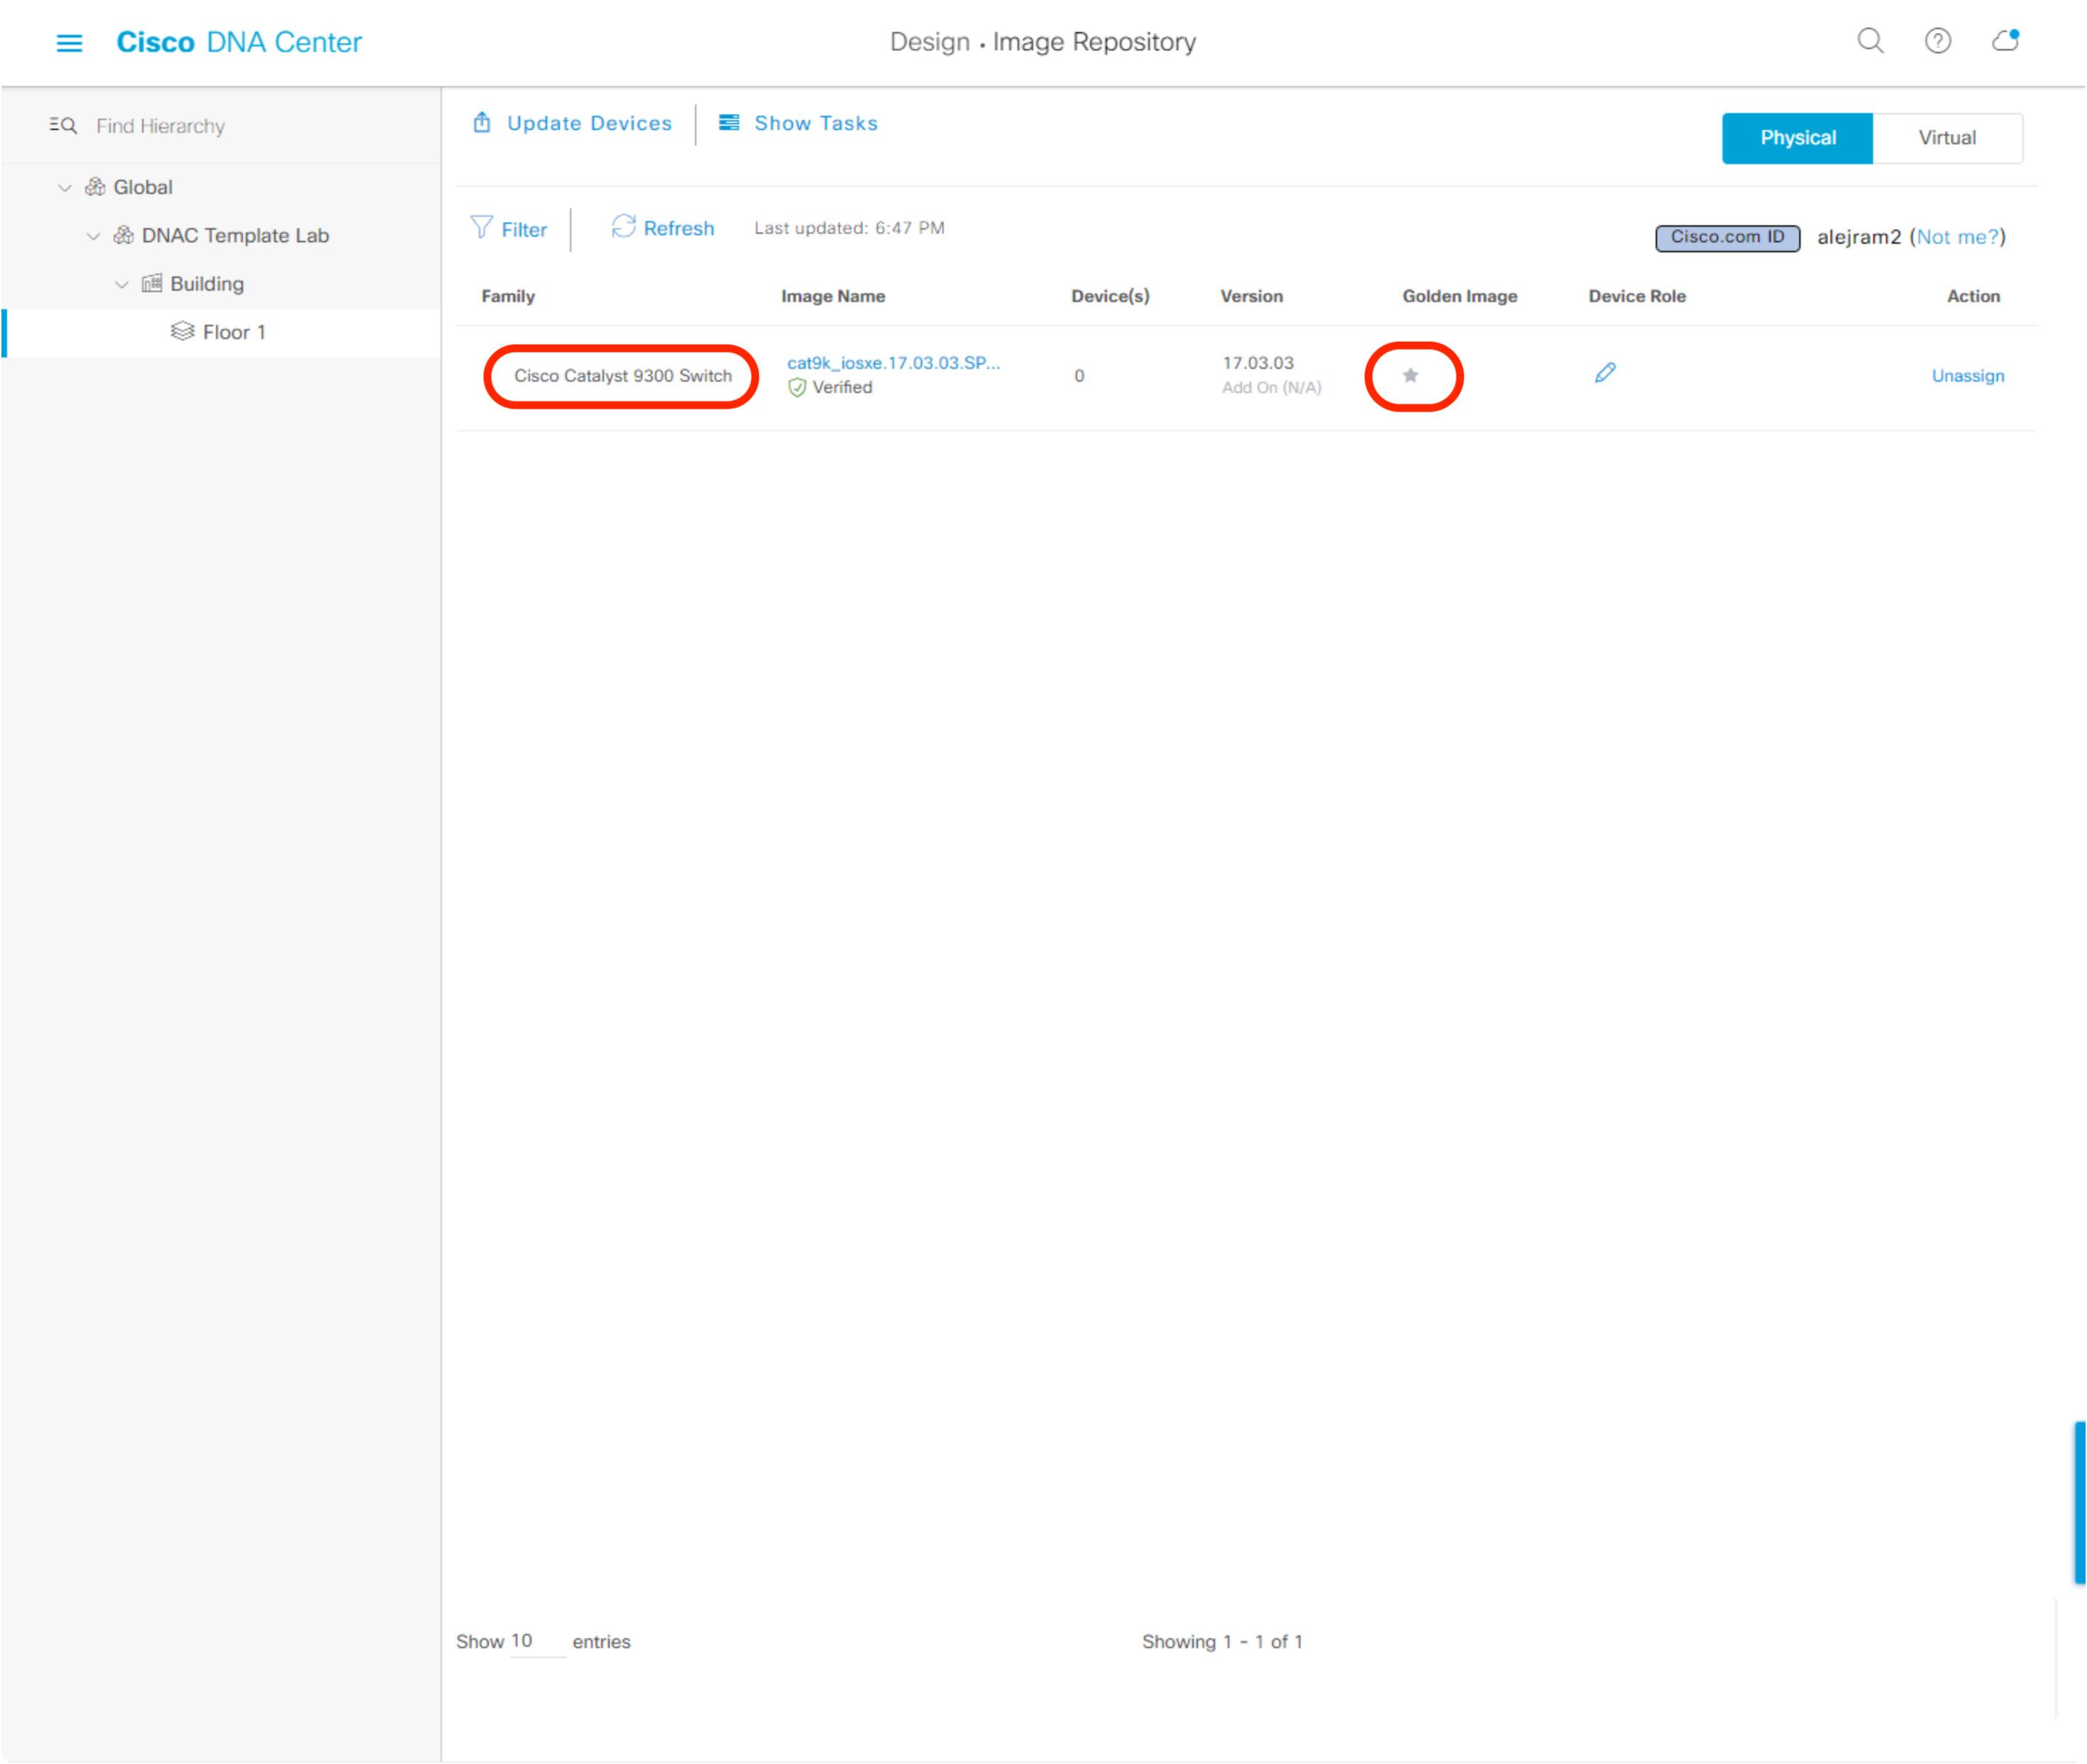 Cisco DNA Center
Design • Image Repository
Find Hierarchy
Global
DNAC Template Lab
Building
Floor 1
Update Devices
Show Tasks
Physical
Virtual
Filter
Refresh
Last updated: 6:47 PM
Cisco.com ID
alejram2 (Not me?)
Family
Image Name
Device(s)
Version
Golden Image
Device Role
Action
Cisco Catalyst 9300 Switch
cat9k_iosxe.17.03.03.SP...
Verified
0
17.03.03
Add On (N/A)
Unassign
Show 10 entries
Showing 1 - 1 of 1